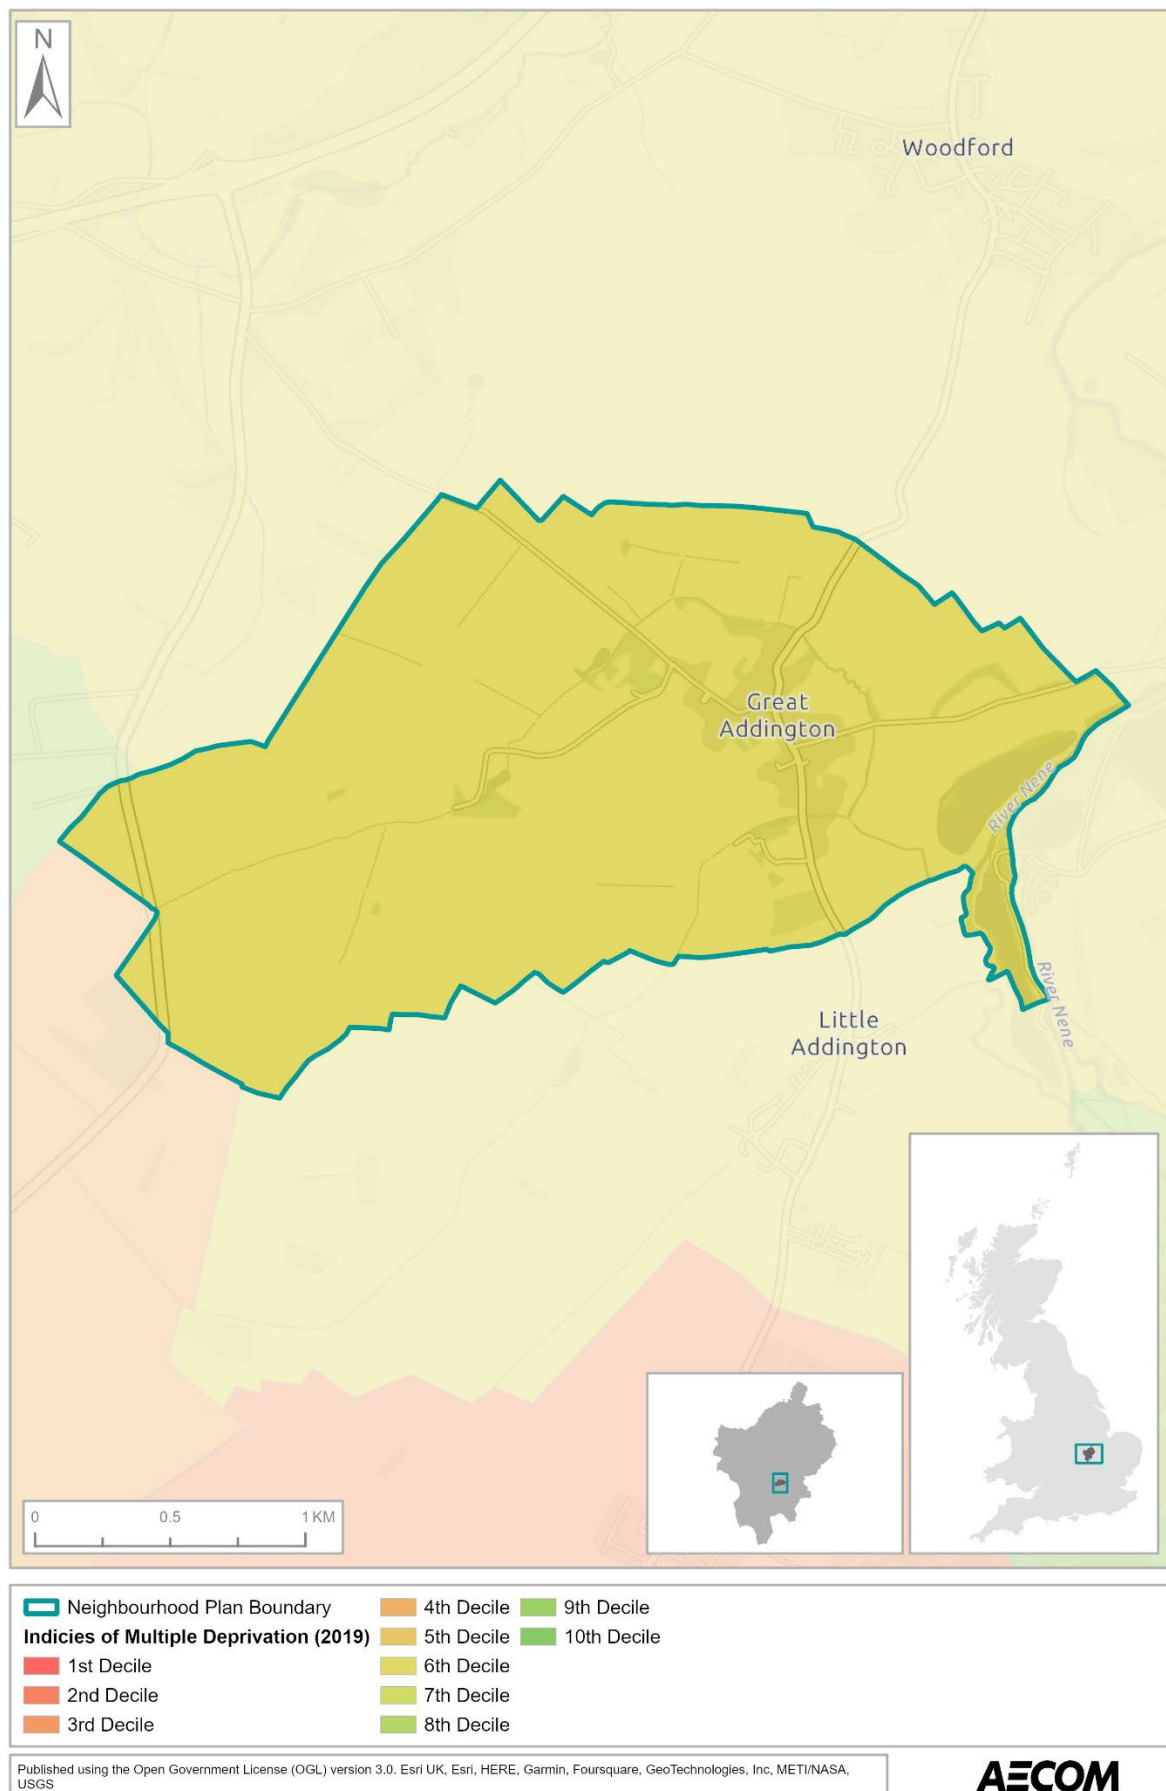 N
Woodford
Great
Addington
River Nene
River Nene
Little
Addington
0 0.5 1 KM
Neighbourhood Plan Boundary
Indicies of Multiple Deprivation (2019)
1st Decile
2nd Decile
3rd Decile
4th Decile
5th Decile
6th Decile
7th Decile
8th Decile
9th Decile
10th Decile
Published using the Open Government License (OGL) version 3.0. Esri UK, Esri, HERE, Garmin, Foursquare, GeoTechnologies, Inc, METI/NASA,
USGS
AECOM